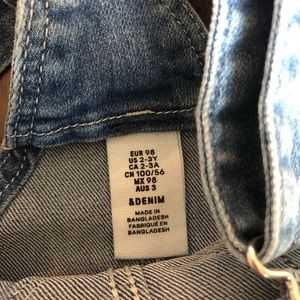 EUR 98
US 2-3Y
CA 2-3A
CN 100/56
MX 98
AUS 3
&DENIM
MADE IN
BANGLADESH
FABRIQUÉ EN
BANGLADESH